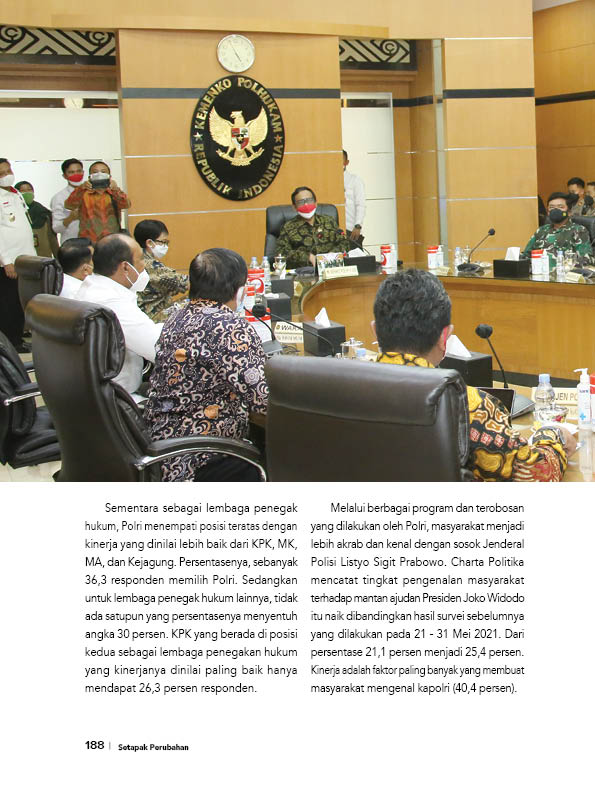 KEMENKO POLHUKAM
REPUBLIK INDONESIA
Sementara sebagai lembaga penegak
hukum, Polri menempati posisi teratas dengan
kinerja yang dinilai lebih baik dari KPK, MK,
MA, dan Kejagung. Persentasenya, sebanyak
36,3 responden memilih Polri. Sedangkan
untuk lembaga penegak hukum lainnya, tidak
ada satupun yang persentasenya menyentuh
angka 30 persen. KPK yang berada di posisi
kedua sebagai lembaga penegakan hukum
yang kinerjanya dinilai paling baik hanya
mendapat 26,3 persen responden.
Melalui berbagai program dan terobosan
yang dilakukan oleh Polri, masyarakat menjadi
lebih akrab dan kenal dengan sosok Jenderal
Polisi Listyo Sigit Prabowo. Charta Politika
mencatat tingkat pengenalan masyarakat
terhadap mantan ajudan Presiden Joko Widodo
itu naik dibandingkan hasil survei sebelumnya
yang dilakukan pada 21 - 31 Mei 2021. Dari
persentase 21,1 persen menjadi 25,4 persen.
Kinerja adalah faktor paling banyak yang membuat
masyarakat mengenal kapolri (40,4 persen).
188 | Setapak Perubahan